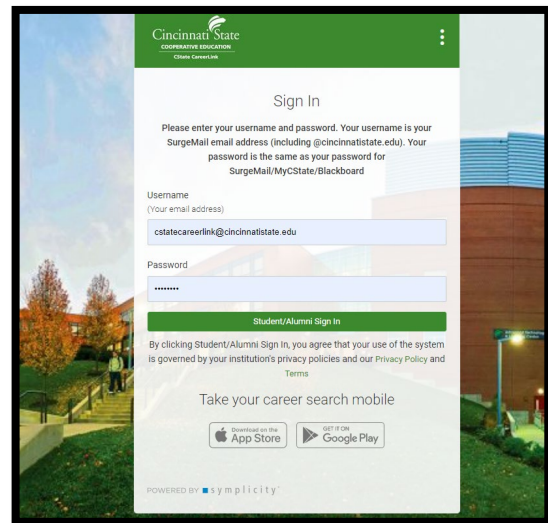 Cincinnati State
COOPERATIVE EDUCATION
CState CareerLink
Sign In
Please enter your username and password. Your username is your
SurgeMail email address (including @cincinnatistate.edu). Your
password is the same as your password for
SurgeMail/MyCState/Blackboard
Username
(Your email address)
cstatecareerlink@cincinnatistate.edu
Password
••••••••
Student/Alumni Sign In
By clicking Student/Alumni Sign In, you agree that your use of the system
is governed by your institution's privacy policies and our Privacy Policy and
Terms
Take your career search mobile
Download on the
App Store
GET IT ON
Google Play
POWERED BY symplicity